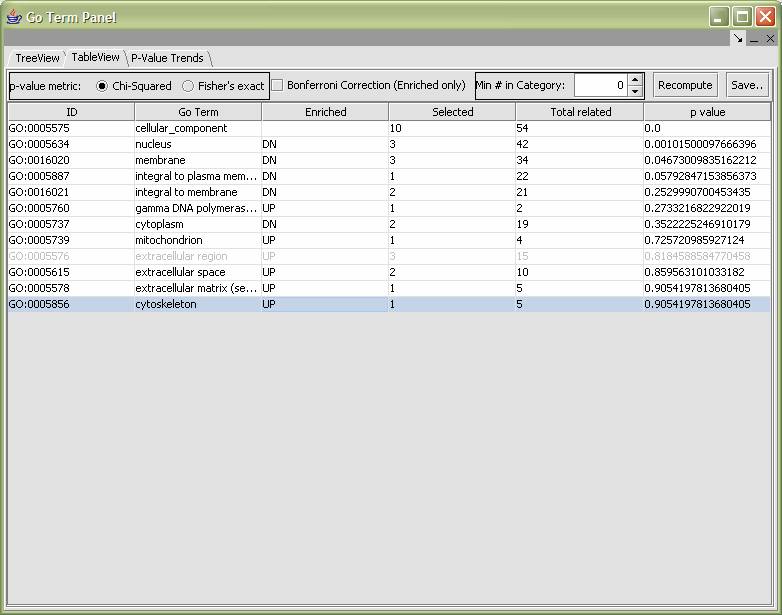 Go Term Panel
TreeView TableView P-Value Trends
p-value metric: Chi-Squared Fisher's exact Bonferroni Correction (Enriched only) Min # in Category: 0 Recompute Save..
ID Go Term Enriched Selected Total related p value
GO:0005575 cellular_component 10 54 0.0
GO:0005634 nucleus DN 3 42 0.00101500097666396
GO:0016020 membrane DN 3 34 0.04673009835162212
GO:0005887 integral to plasma mem... DN 1 22 0.05792847153856373
GO:0016021 integral to membrane DN 2 21 0.2529990700453435
GO:0005760 gamma DNA polymeras... UP 1 2 0.2733216822922019
GO:0005737 cytoplasm DN 2 19 0.3522225246910179
GO:0005739 mitochondrion UP 1 4 0.725720985927124
GO:0005576 extracellular region UP 3 15 0.8184588584770458
GO:0005615 extracellular space UP 2 10 0.859563101033182
GO:0005578 extracellular matrix (se... UP 1 5 0.9054197813680405
GO:0005856 cytoskeleton UP 1 5 0.9054197813680405